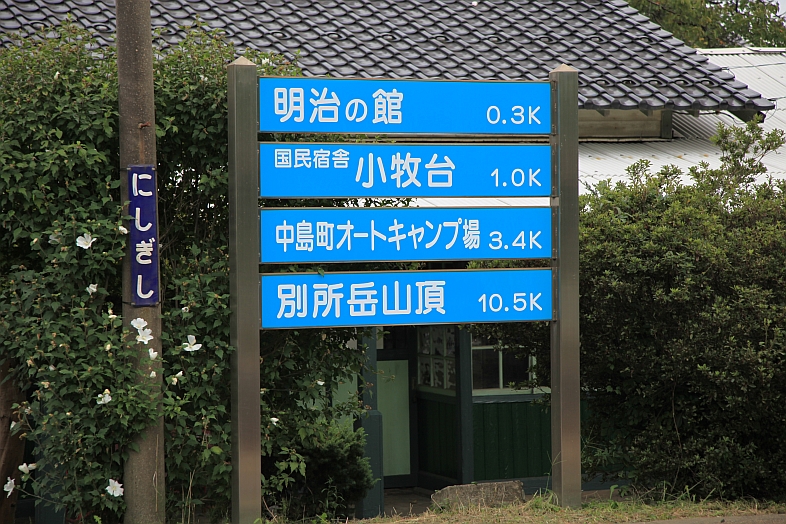 明治の館 0.3K
国民宿舎 小牧台 1.0K
中島町オートキャンプ場 3.4K
別所岳山頂 10.5K
にしぎし